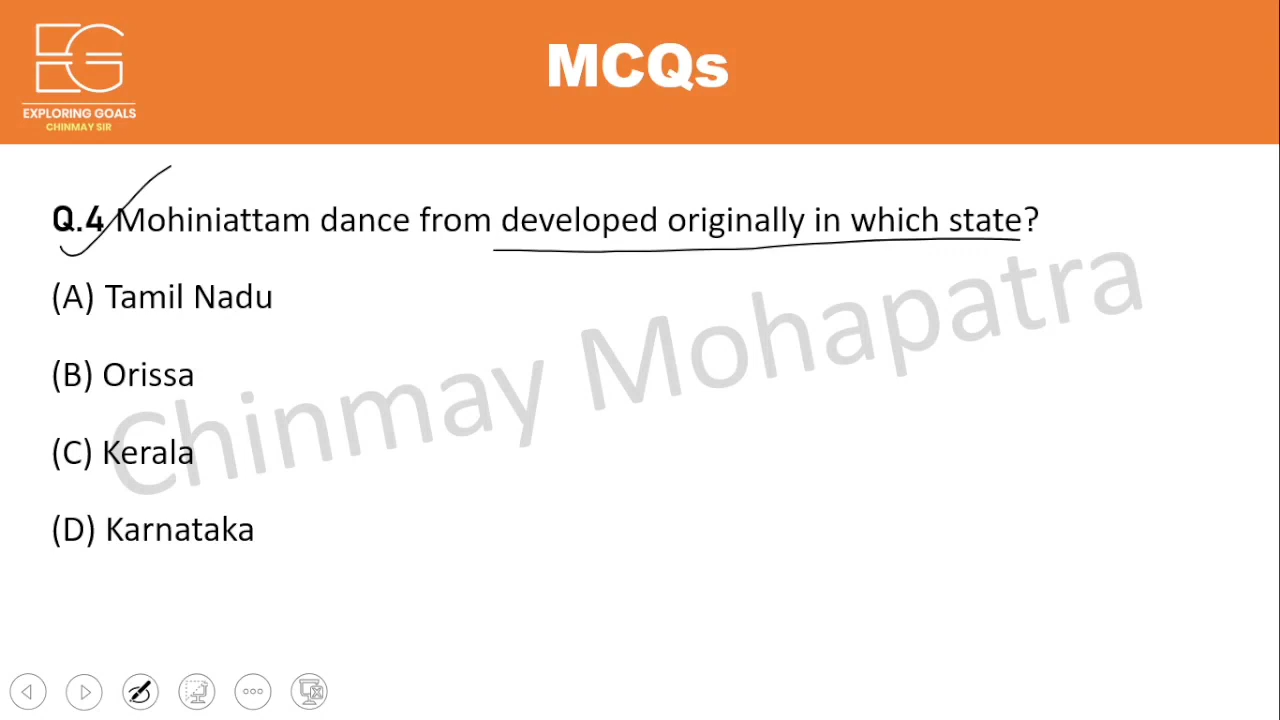 EG
EXPLORING GOALS
CHINMAY SIR
MCQs
Q.4 Mohiniattam dance from developed originally in which state?
(A) Tamil Nadu
(B) Orissa
(C) Kerala
(D) Karnataka
Chinmay Mohapatra